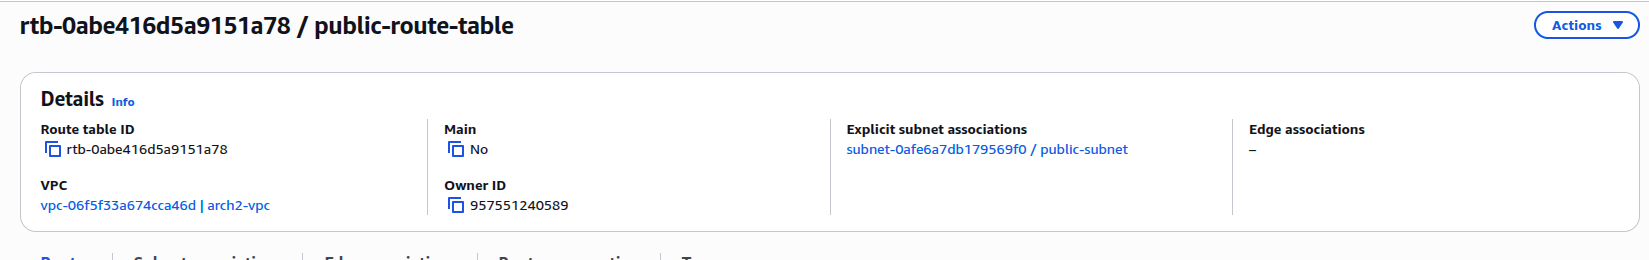 rtb-0abe416d5a9151a78 / public-route-table
Actions
Details Info
Route table ID
rtb-0abe416d5a9151a78
Main
No
Explicit subnet associations
subnet-0afe6a7db179569f0 / public-subnet
Edge associations
–
VPC
vpc-06f5f33a674cca46d | arch2-vpc
Owner ID
957551240589